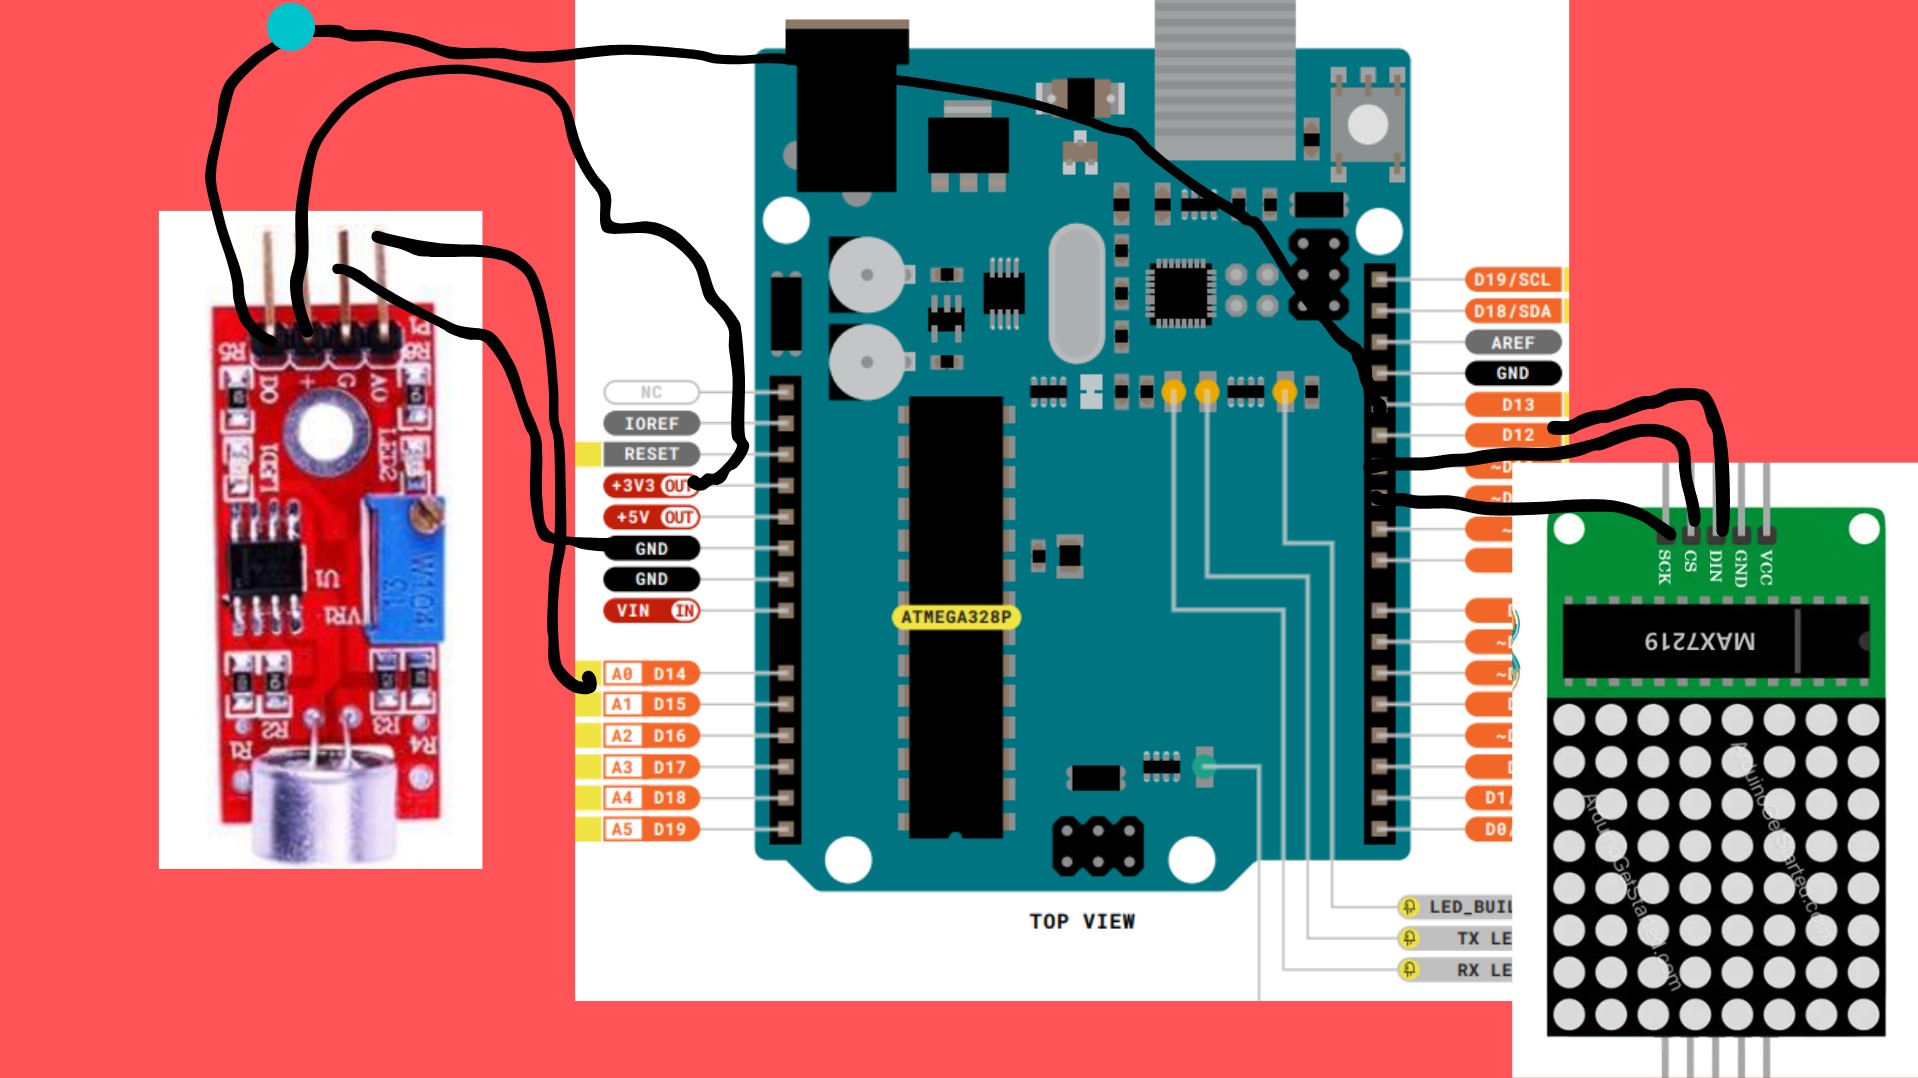 P1
R5
R6
DO
+
G
AO
LED1
LED2
U1
VR1
W104
R2
R3
R1
R4
NC
IOREF
RESET
+3V3 OUT
+5V OUT
GND
GND
VIN IN
A0 D14
A1 D15
A2 D16
A3 D17
A4 D18
A5 D19
ATMEGA328P
TOP VIEW
D19/SCL
D18/SDA
AREF
GND
D13
D12
~D
~D
~
~D
~D
~D
D1/
D0/
LED_BUIL
TX LE
RX LE
SCK
CS
DIN
GND
VCC
MAX7219
ArduinoGetStarted.com
ArduinoGetStarted.com